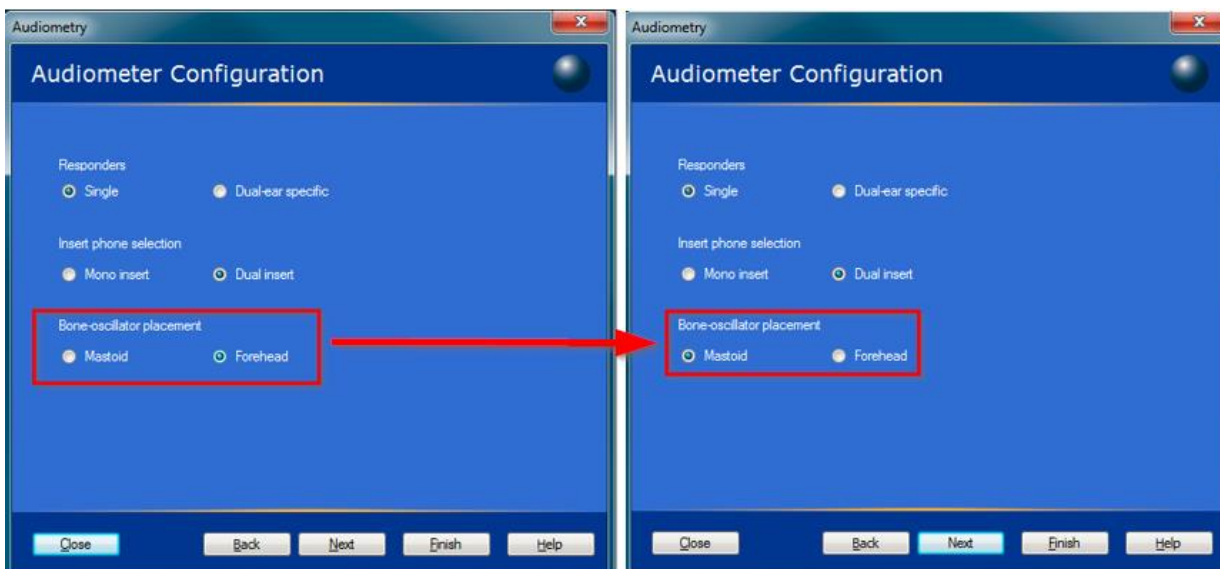 Audiometry
Audiometer Configuration
Responders
Single Dual-ear specific
Insert phone selection
Mono insert Dual insert
Bone-oscillator placement
Mastoid Forehead
Close Back Next Finish Help
Audiometry
Audiometer Configuration
Responders
Single Dual-ear specific
Insert phone selection
Mono insert Dual insert
Bone-oscillator placement
Mastoid Forehead
Close Back Next Finish Help